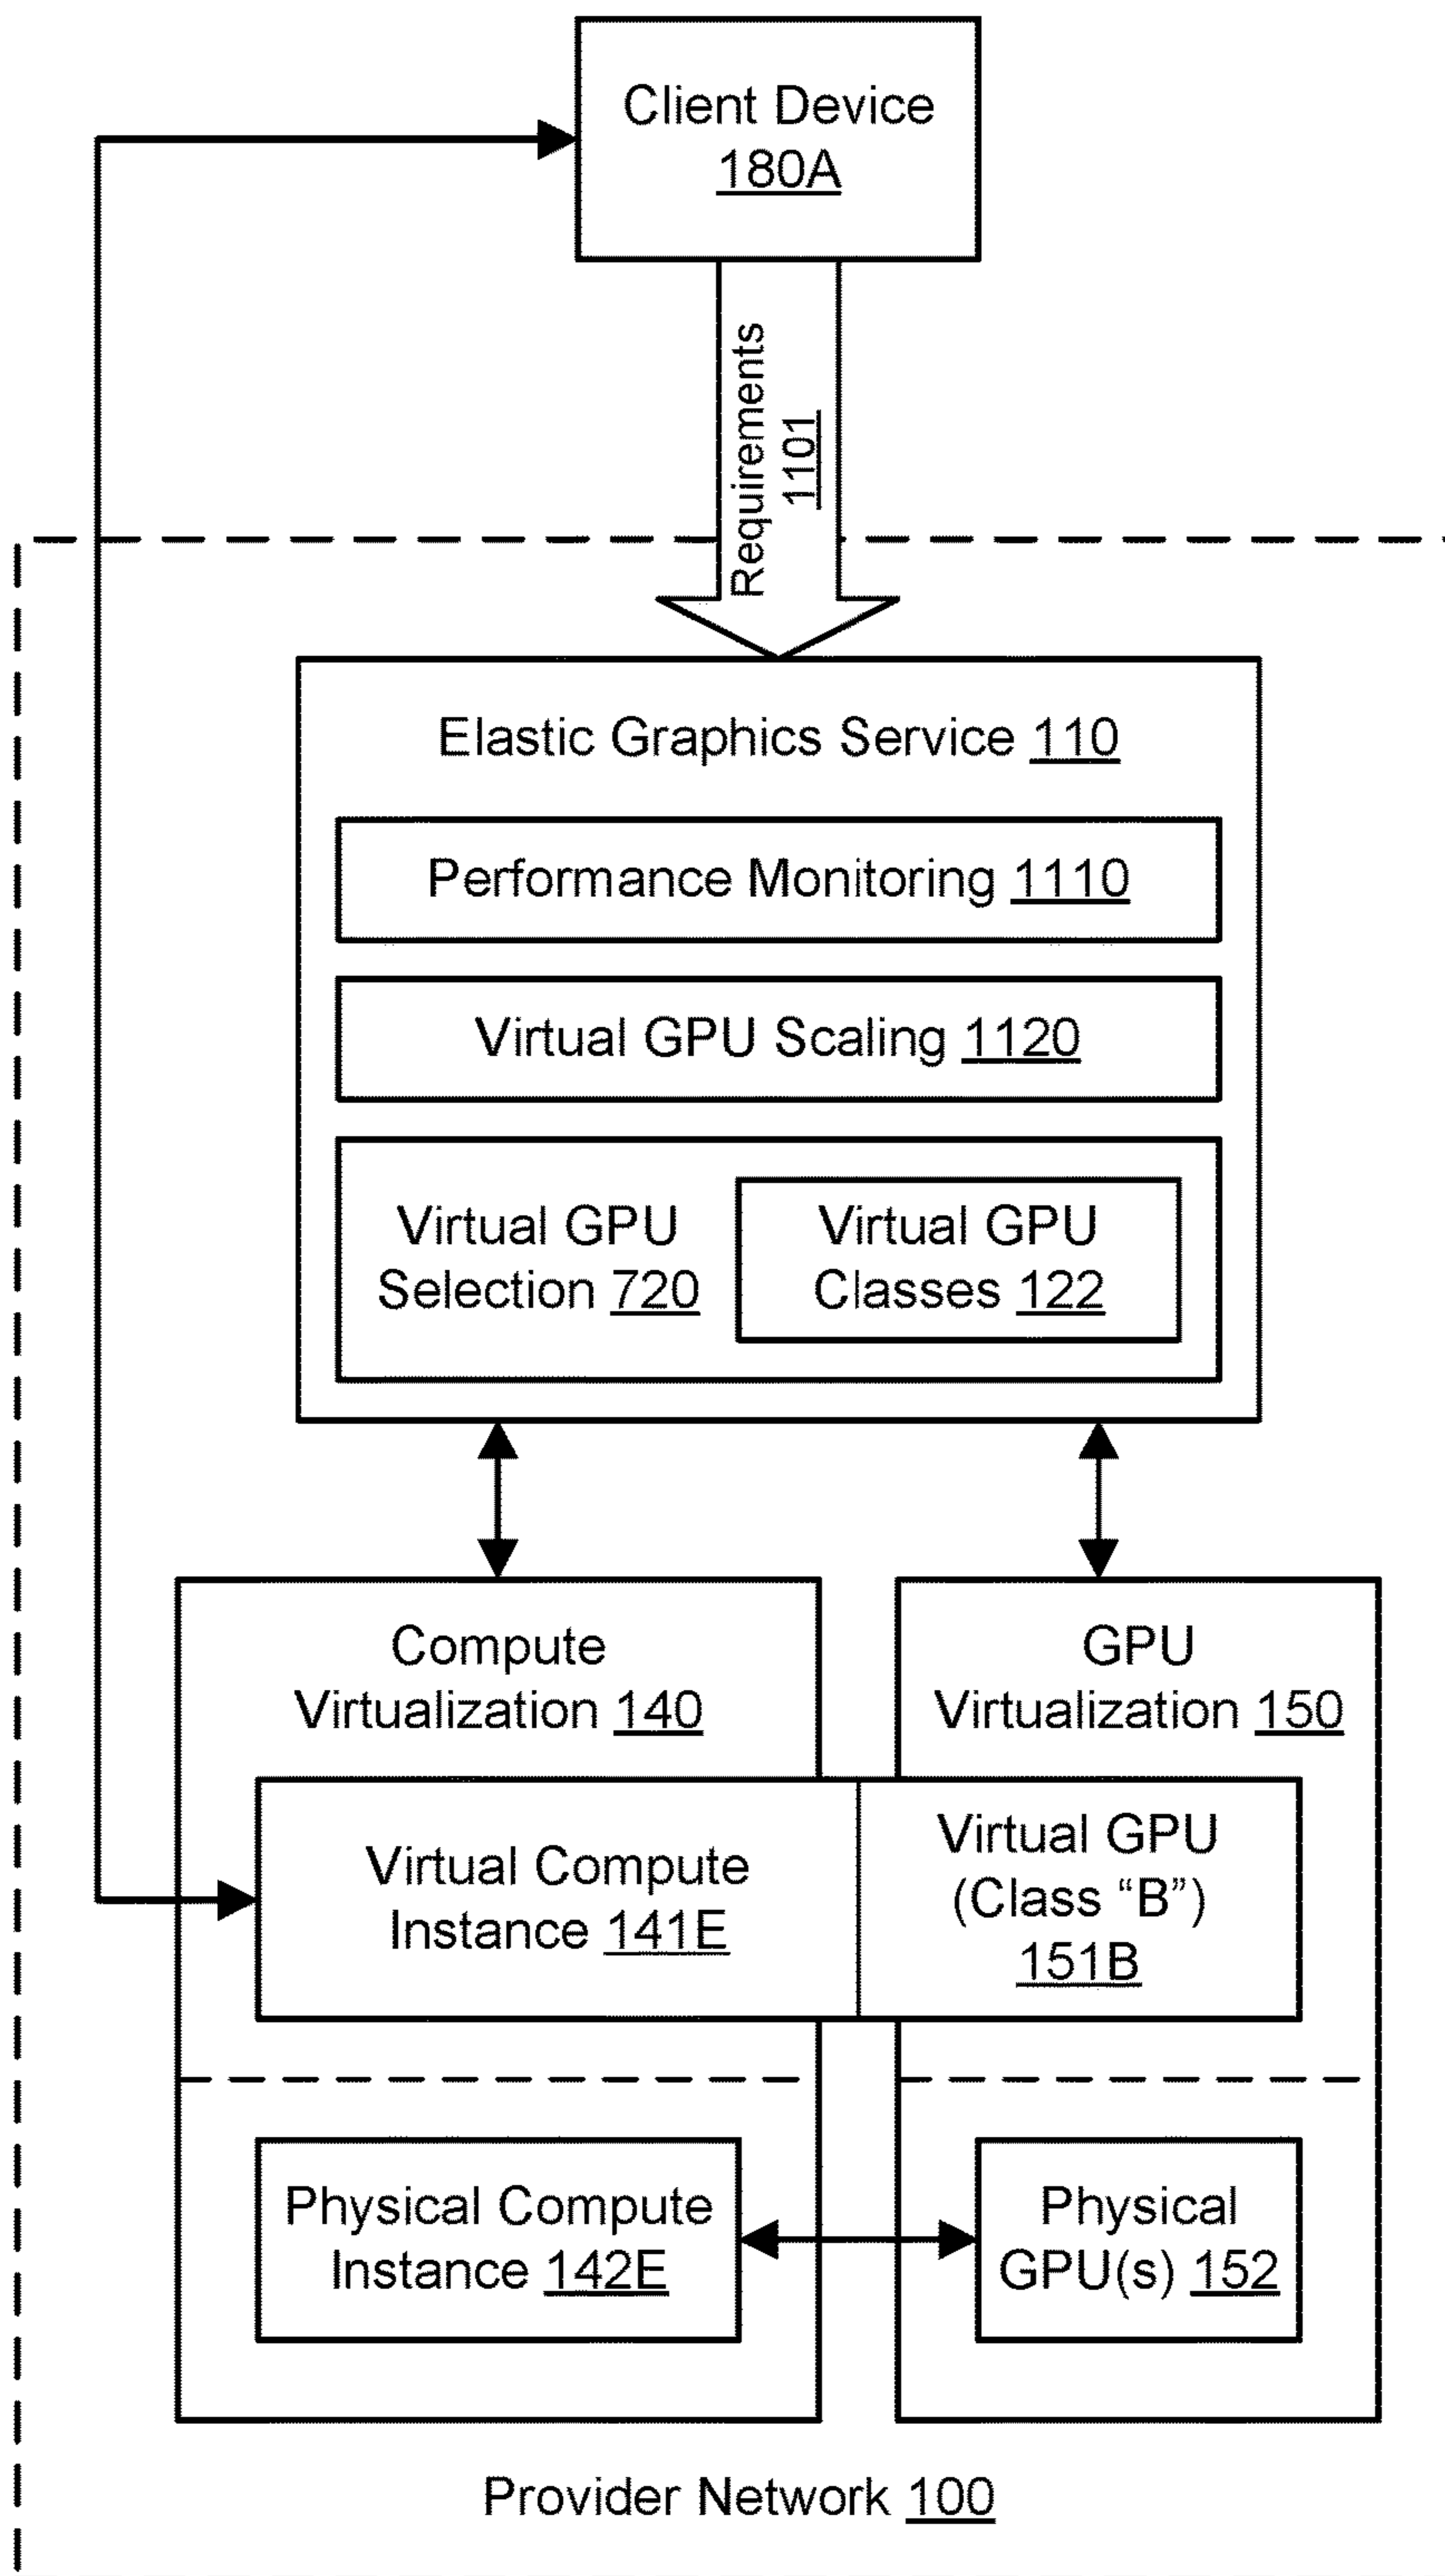 Client Device
180A
Requirements
1101
Elastic Graphics Service 110
Performance Monitoring 1110
Virtual GPU Scaling 1120
Virtual GPU
Selection 720
Virtual GPU
Classes 122
Compute
Virtualization 140
GPU
Virtualization 150
Virtual Compute
Instance 141E
Virtual GPU
(Class “B”)
151B
Physical Compute
Instance 142E
Physical
GPU(s) 152
Provider Network 100